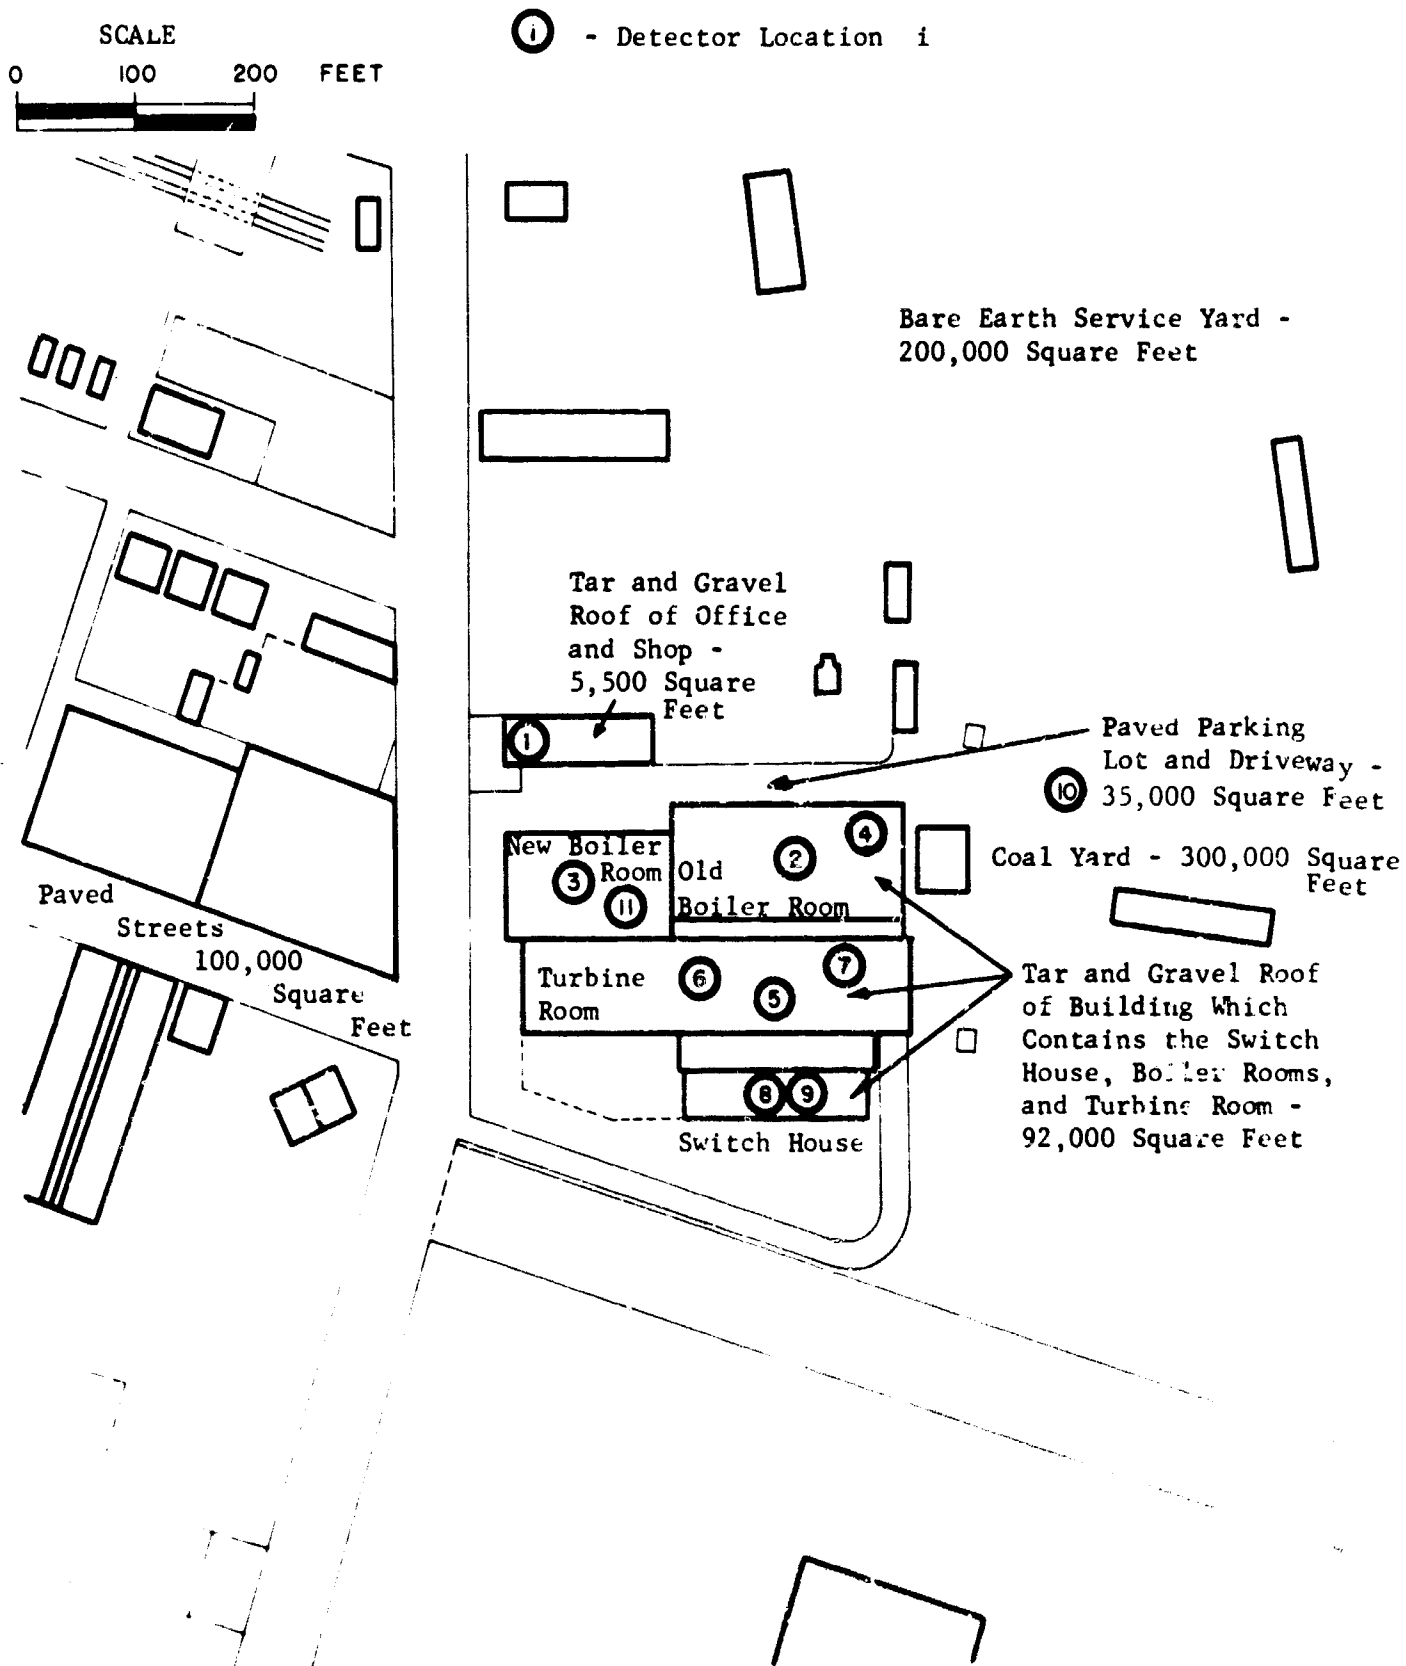 SCALE
0 100 200 FEET
i - Detector Location i
Bare Earth Service Yard -
200,000 Square Feet
Tar and Gravel
Roof of Office
and Shop -
5,500 Square
Feet
1
Paved Parking
Lot and Driveway -
10
35,000 Square Feet
4
2
New Boiler
Room
3
11
Old
Boiler Room
Coal Yard - 300,000 Square
Feet
Paved
Streets
100,000
Square
Feet
Turbine
Room
6
5
7
Tar and Gravel Roof
of Building Which
Contains the Switch
House, Boiler Rooms,
and Turbine Room -
92,000 Square Feet
8 9
Switch House